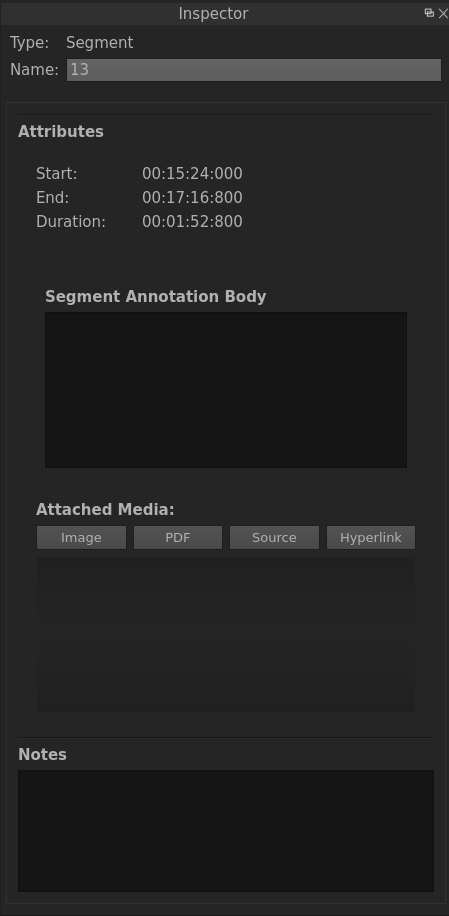 Inspector
Type: Segment
Name: 13
Attributes
Start: 00:15:24:000
End: 00:17:16:800
Duration: 00:01:52:800
Segment Annotation Body
Attached Media:
Image PDF Source Hyperlink
Notes